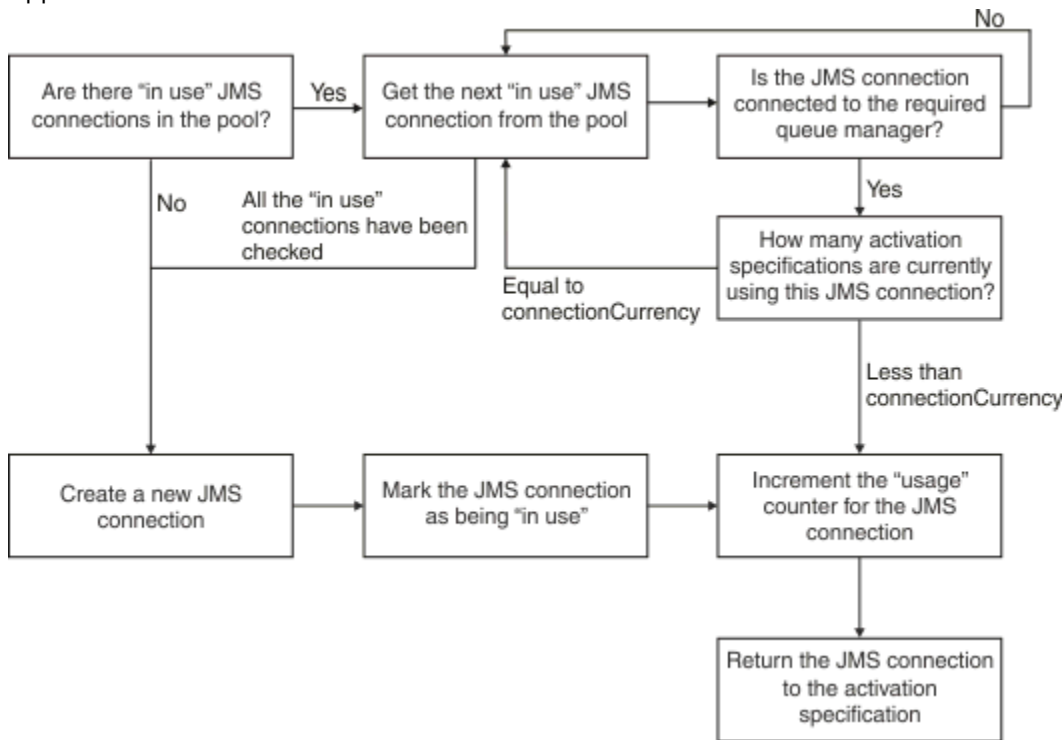 No
Are there “in use” JMS
connections in the pool?
Yes
Get the next “in use” JMS
connection from the pool
Is the JMS connection
connected to the required
queue manager?
No
All the “in use”
connections have been
checked
Yes
How many activation
specifications are currently
using this JMS connection?
Equal to
connectionCurrency
Less than
connectionCurrency
Create a new JMS
connection
Mark the JMS connection
as being “in use”
Increment the “usage”
counter for the JMS
connection
Return the JMS connection
to the activation
specification